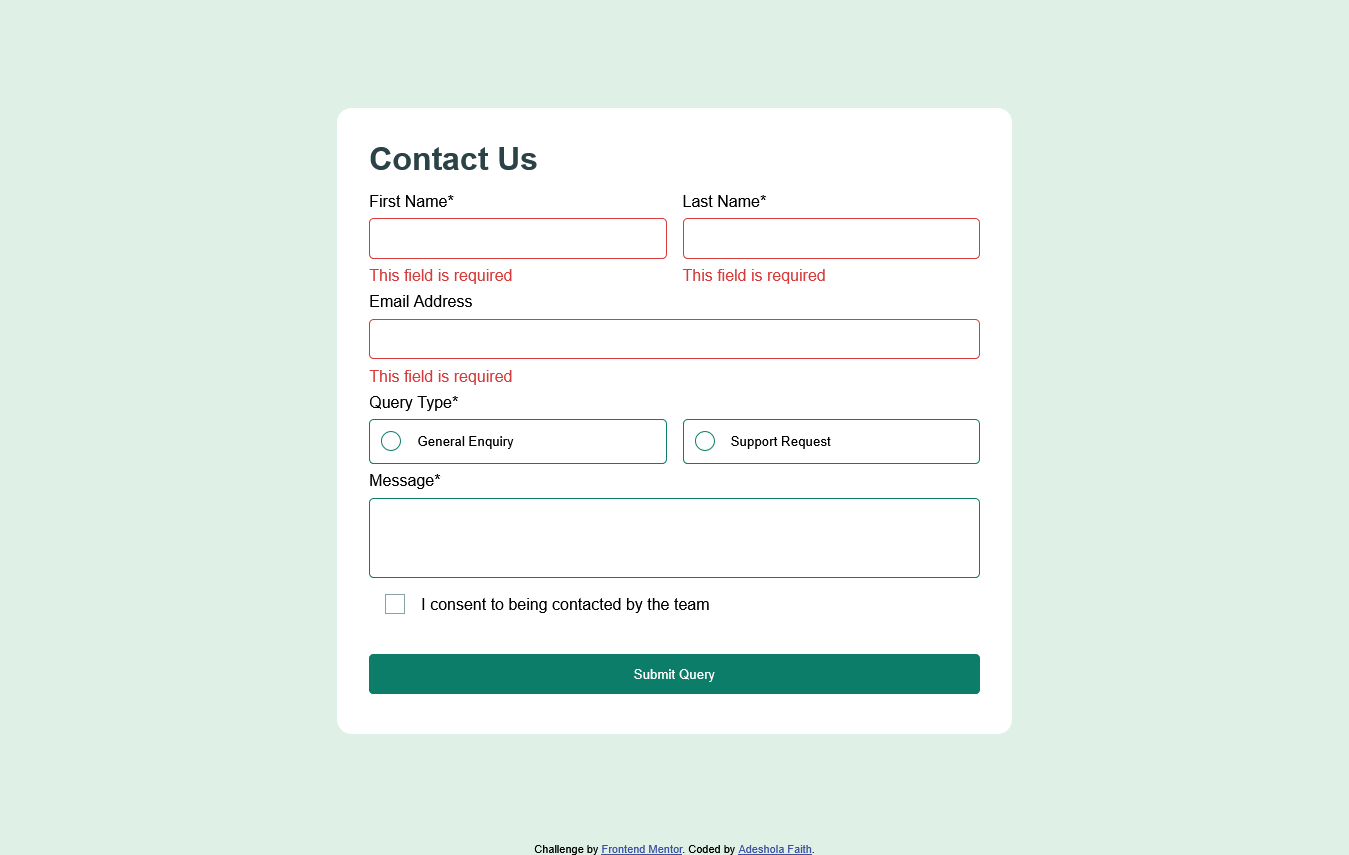 Contact Us
First Name* Last Name*
This field is required This field is required
Email Address
This field is required
Query Type*
General Enquiry Support Request
Message*
I consent to being contacted by the team
Submit Query
Challenge by Frontend Mentor. Coded by Adeshola Faith.